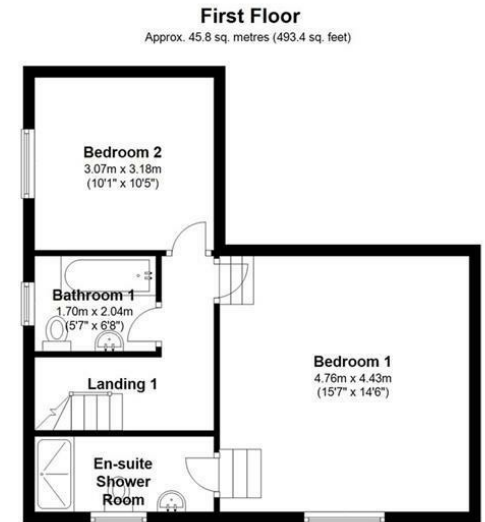 First Floor
Approx. 45.8 sq. metres (493.4 sq. feet)
Bedroom 2
3.07m x 3.18m
(10'1" x 10'5")
Bathroom 1
1.70m x 2.04m
(5'7" x 6'8")
Bedroom 1
4.76m x 4.43m
(15'7" x 14'6")
Landing 1
En-suite
Shower
Room